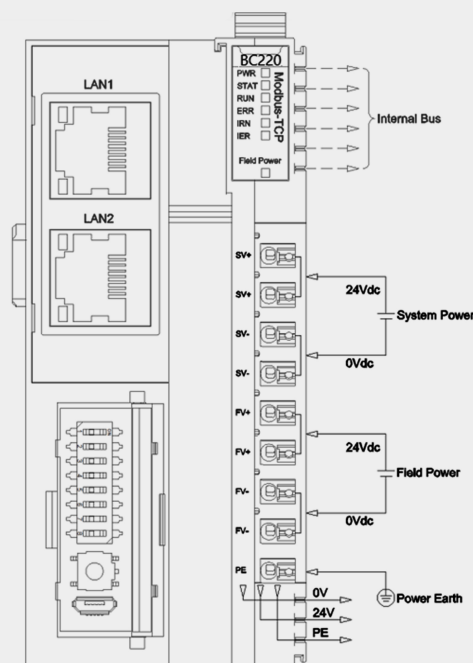 BC220
PWR
STAT
RUN
ERR
IRN
IER
Modbus-TCP
Field Power
Internal Bus
LAN1
LAN2
SV+
SV+
SV-
SV-
24Vdc
System Power
0Vdc
FV+
FV+
FV-
FV-
24Vdc
Field Power
0Vdc
PE
Power Earth
0V
24V
PE